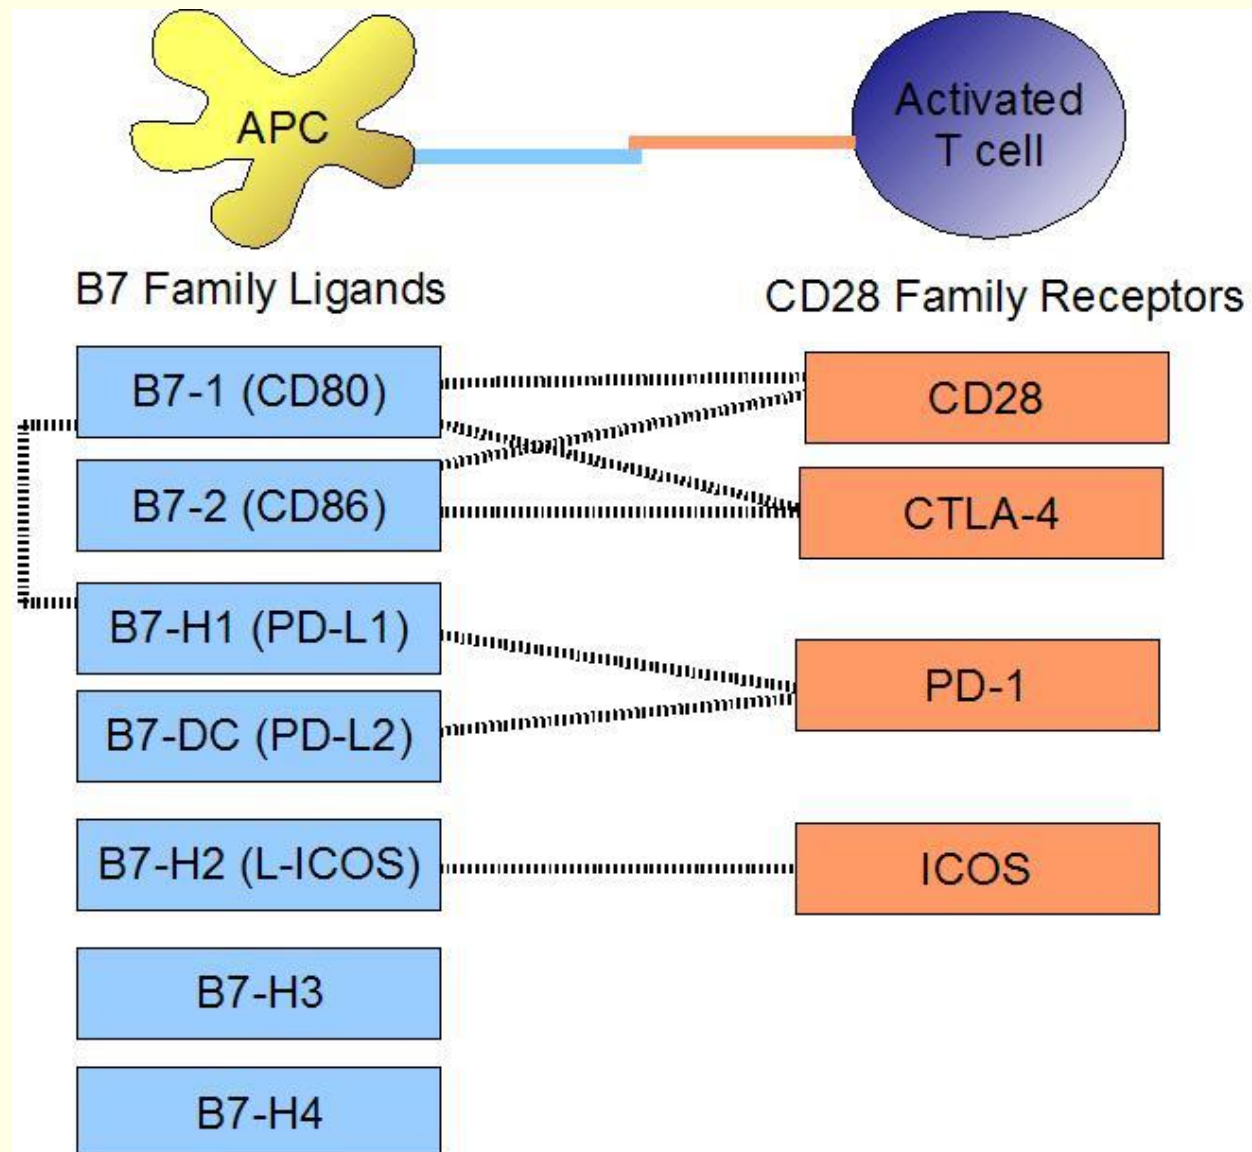 APC
Activated
T cell
B7 Family Ligands
CD28 Family Receptors
B7-1 (CD80)
CD28
B7-2 (CD86)
CTLA-4
B7-H1 (PD-L1)
PD-1
B7-DC (PD-L2)
B7-H2 (L-ICOS)
ICOS
B7-H3
B7-H4